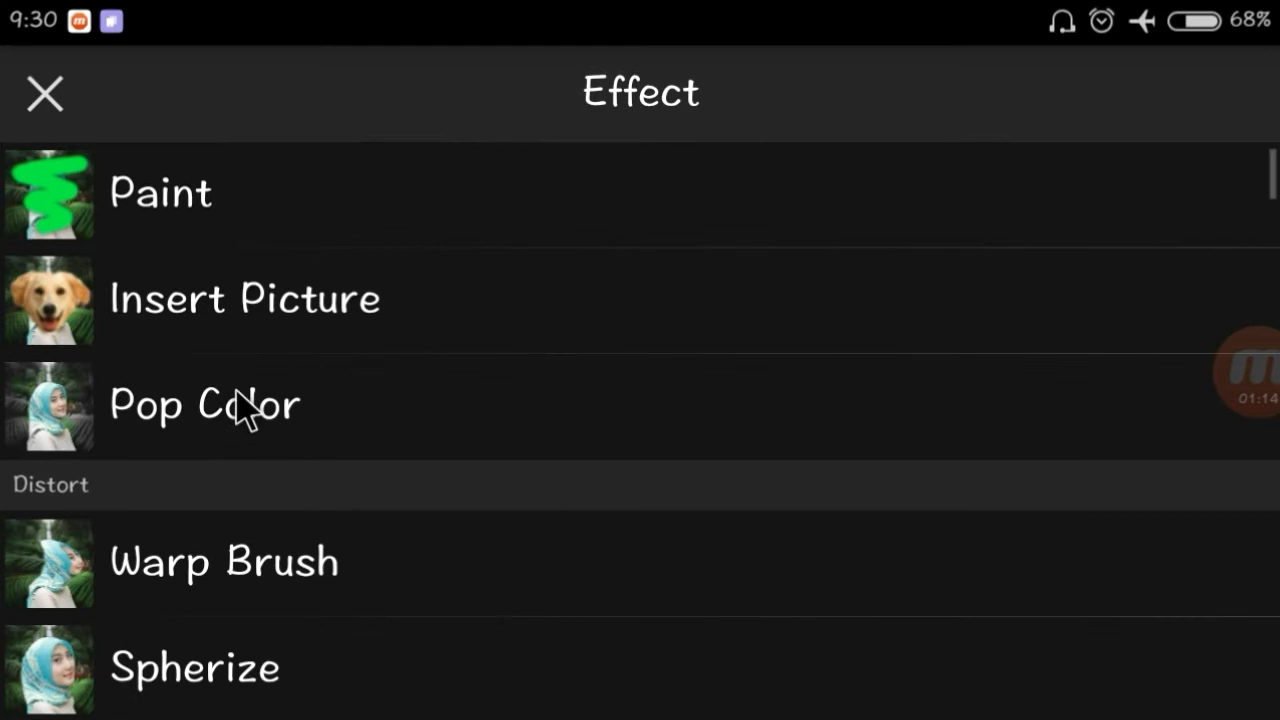 9:30 68%
Effect
Paint
Insert Picture
Pop Color
01:14
Distort
Warp Brush
Spherize